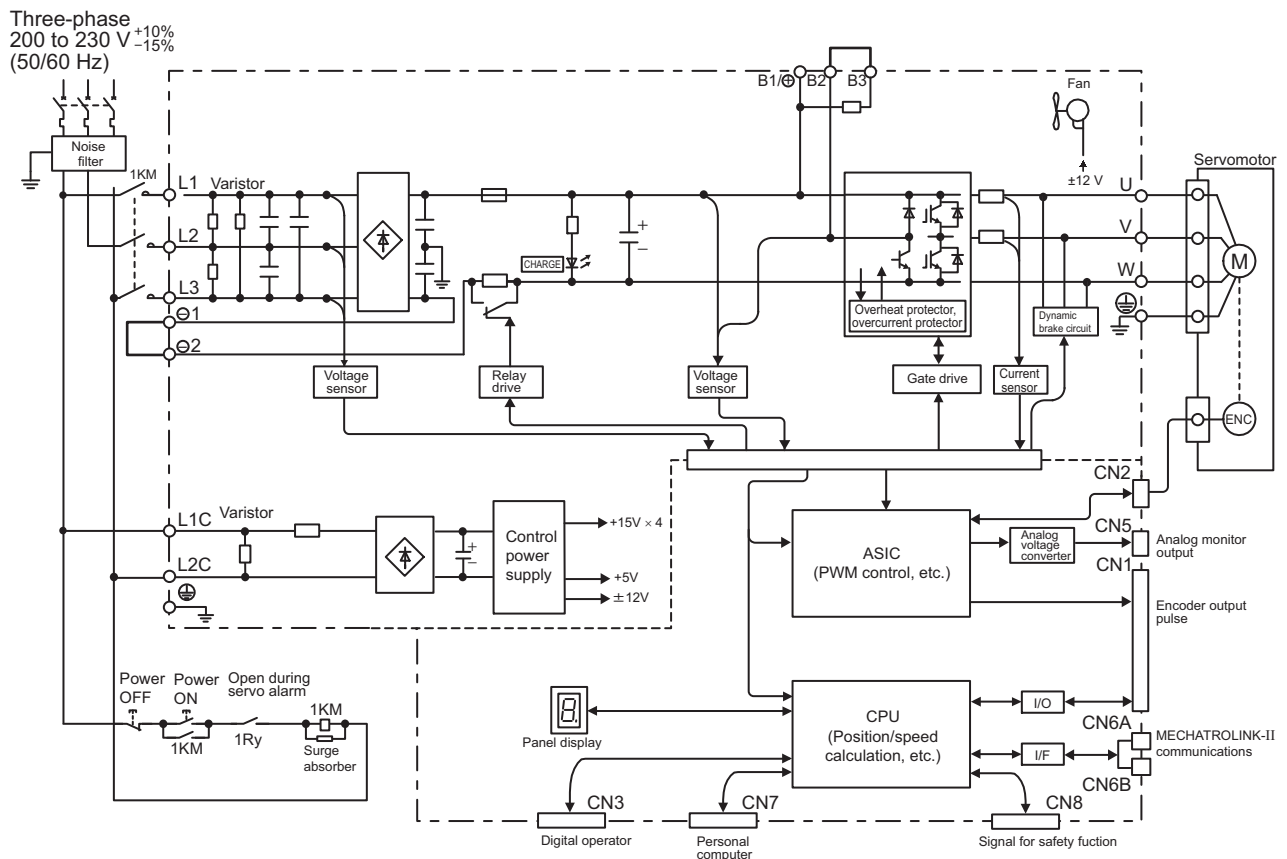 Three-phase
200 to 230 V +10% −15%
(50/60 Hz)
B1/⊕
B2
B3
Fan
±12 V
Servomotor
Noise
filter
1KM
L1
Varistor
L2
L3
⊖1
⊖2
+
−
CHARGE
Overheat protector,
overcurrent protector
U
V
W
M
Dynamic
brake circuit
Voltage
sensor
Relay
drive
Voltage
sensor
Gate drive
Current
sensor
ENC
L1C
Varistor
L2C
+
−
Control
power
supply
+15V × 4
+5V
±12V
ASIC
(PWM control, etc.)
Analog
voltage
converter
CN2
CN5
Analog monitor
output
CN1
Encoder output
pulse
Power
OFF
Power
ON
Open during
servo alarm
1KM
1KM
1Ry
Surge
absorber
8.
Panel display
CPU
(Position/speed
calculation, etc.)
I/O
I/F
CN6A
MECHATROLINK-II
communications
CN6B
CN3
Digital operator
CN7
Personal
computer
CN8
Signal for safety fuction